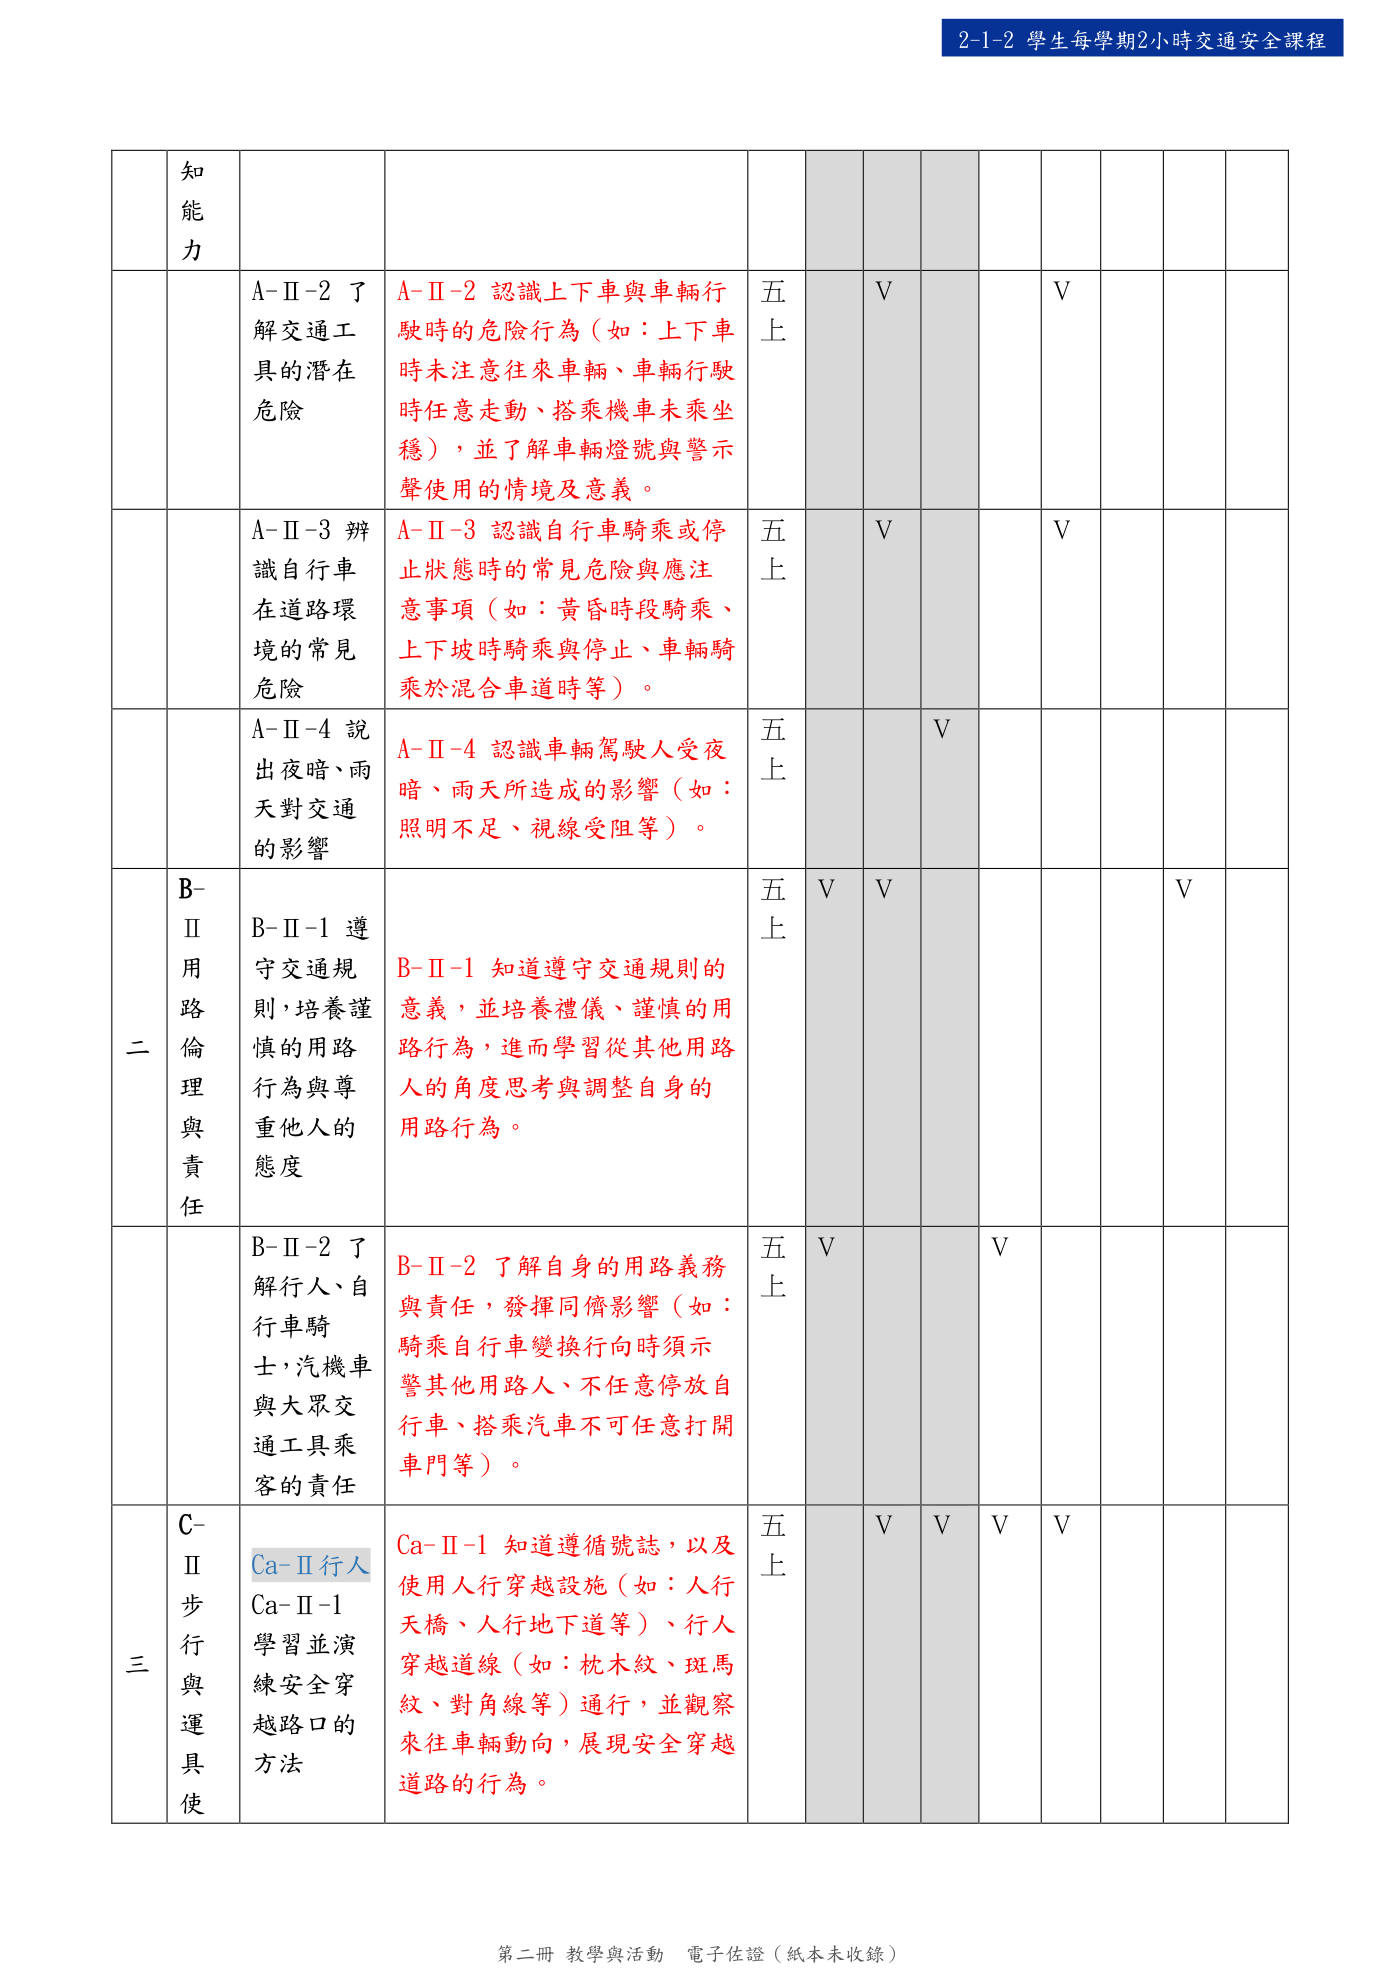 2-1-2 學生每學期2小時交通安全課程
知
能
力
A-Ⅱ-2 了
解交通工
具的潛在
危險
A-Ⅱ-2 認識上下車與車輛行
駛時的危險行為（如：上下車
時未注意往來車輛、車輛行駛
時任意走動、搭乘機車未乘坐
穩），並了解車輛燈號與警示
聲使用的情境及意義。
五
上
V
V
A-Ⅱ-3 辨
識自行車
在道路環
境的常見
危險
A-Ⅱ-3 認識自行車騎乘或停
止狀態時的常見危險與應注
意事項（如：黃昏時段騎乘、
上下坡時騎乘與停止、車輛騎
乘於混合車道時等）。
五
上
V
V
A-Ⅱ-4 說
出夜暗、雨
天對交通
的影響
A-Ⅱ-4 認識車輛駕駛人受夜
暗、雨天所造成的影響（如：
照明不足、視線受阻等）。
五
上
V
二
B-
Ⅱ
用
路
倫
理
與
責
任
B-Ⅱ-1 遵
守交通規
則，培養謹
慎的用路
行為與尊
重他人的
態度
B-Ⅱ-1 知道遵守交通規則的
意義，並培養禮儀、謹慎的用
路行為，進而學習從其他用路
人的角度思考與調整自身的
用路行為。
五
上
V
V
V
B-Ⅱ-2 了
解行人、自
行車騎
士，汽機車
與大眾交
通工具乘
客的責任
B-Ⅱ-2 了解自身的用路義務
與責任，發揮同儕影響（如：
騎乘自行車變換行向時須示
警其他用路人、不任意停放自
行車、搭乘汽車不可任意打開
車門等）。
五
上
V
V
三
C-
Ⅱ
步
行
與
運
具
使
Ca-Ⅱ行人
Ca-Ⅱ-1
學習並演
練安全穿
越路口的
方法
Ca-Ⅱ-1 知道遵循號誌，以及
使用人行穿越設施（如：人行
天橋、人行地下道等）、行人
穿越道線（如：枕木紋、斑馬
紋、對角線等）通行，並觀察
來往車輛動向，展現安全穿越
道路的行為。
五
上
V
V
V
V
第二冊 教學與活動 電子佐證（紙本未收錄）